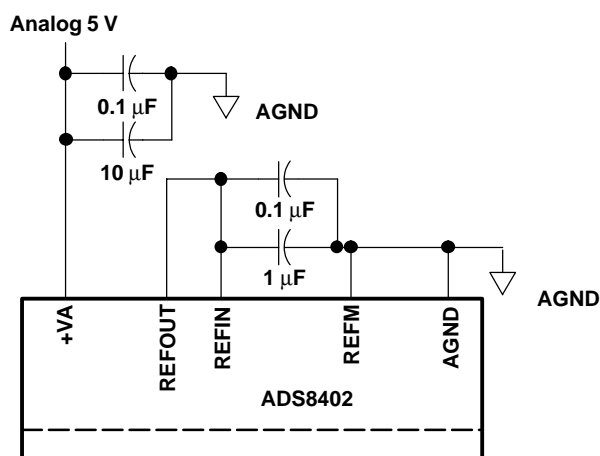 Analog 5 V
0.1 μF
AGND
10 μF
0.1 μF
1 μF
AGND
+VA
REFOUT
REFIN
REFM
AGND
ADS8402